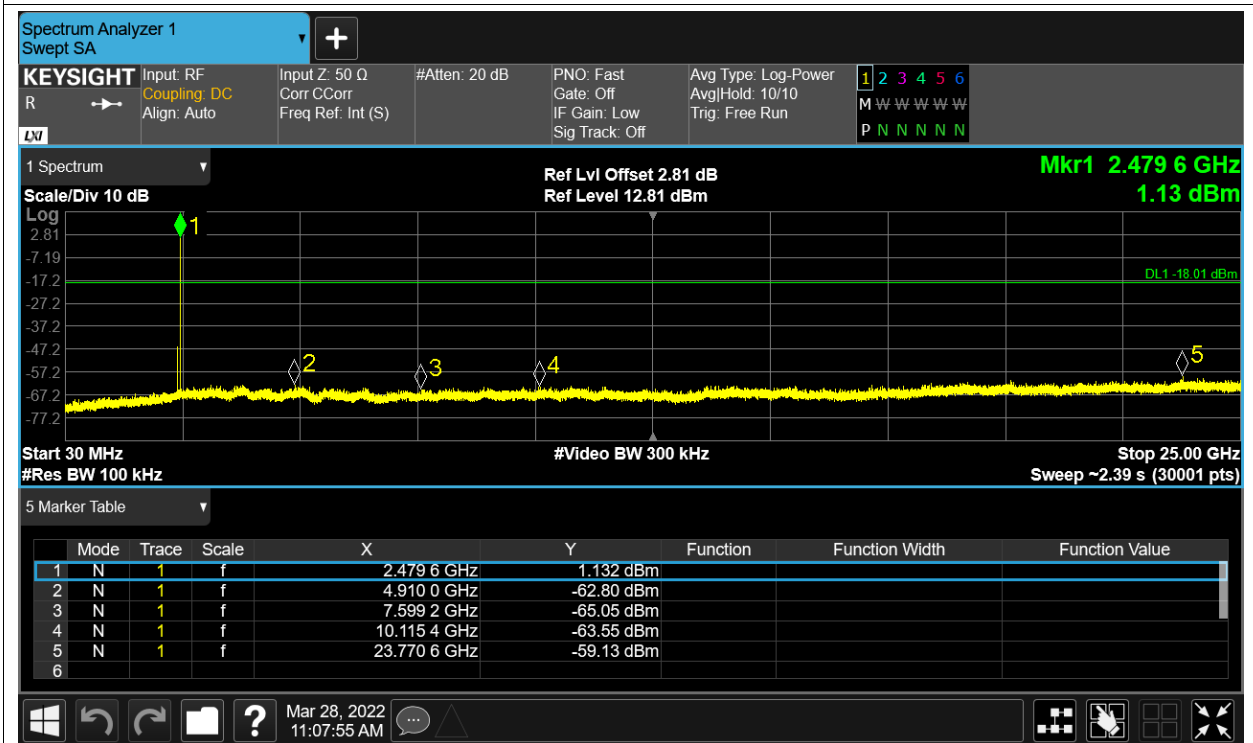 Spectrum Analyzer 1
Swept SA
+
KEYSIGHT
R
LXI
Input: RF
Coupling: DC
Align: Auto
Input Z: 50 Ω
Corr CCorr
Freq Ref: Int (S)
#Atten: 20 dB
PNO: Fast
Gate: Off
IF Gain: Low
Sig Track: Off
Avg Type: Log-Power
Avg|Hold: 10/10
Trig: Free Run
1 2 3 4 5 6
M W W W W W
P N N N N N
1 Spectrum
Scale/Div 10 dB
Ref Lvl Offset 2.81 dB
Ref Level 12.81 dBm
Mkr1 2.479 6 GHz
1.13 dBm
Log
2.81
-7.19
-17.2
-27.2
-37.2
-47.2
-57.2
-67.2
-77.2
1
2
3
4
5
DL1 -18.01 dBm
Start 30 MHz
#Res BW 100 kHz
#Video BW 300 kHz
Stop 25.00 GHz
Sweep ~2.39 s (30001 pts)
5 Marker Table
Mode Trace Scale X Y Function Function Width Function Value
1 N 1 f 2.479 6 GHz 1.132 dBm
2 N 1 f 4.910 0 GHz -62.80 dBm
3 N 1 f 7.599 2 GHz -65.05 dBm
4 N 1 f 10.115 4 GHz -63.55 dBm
5 N 1 f 23.770 6 GHz -59.13 dBm
6
?
Mar 28, 2022
11:07:55 AM